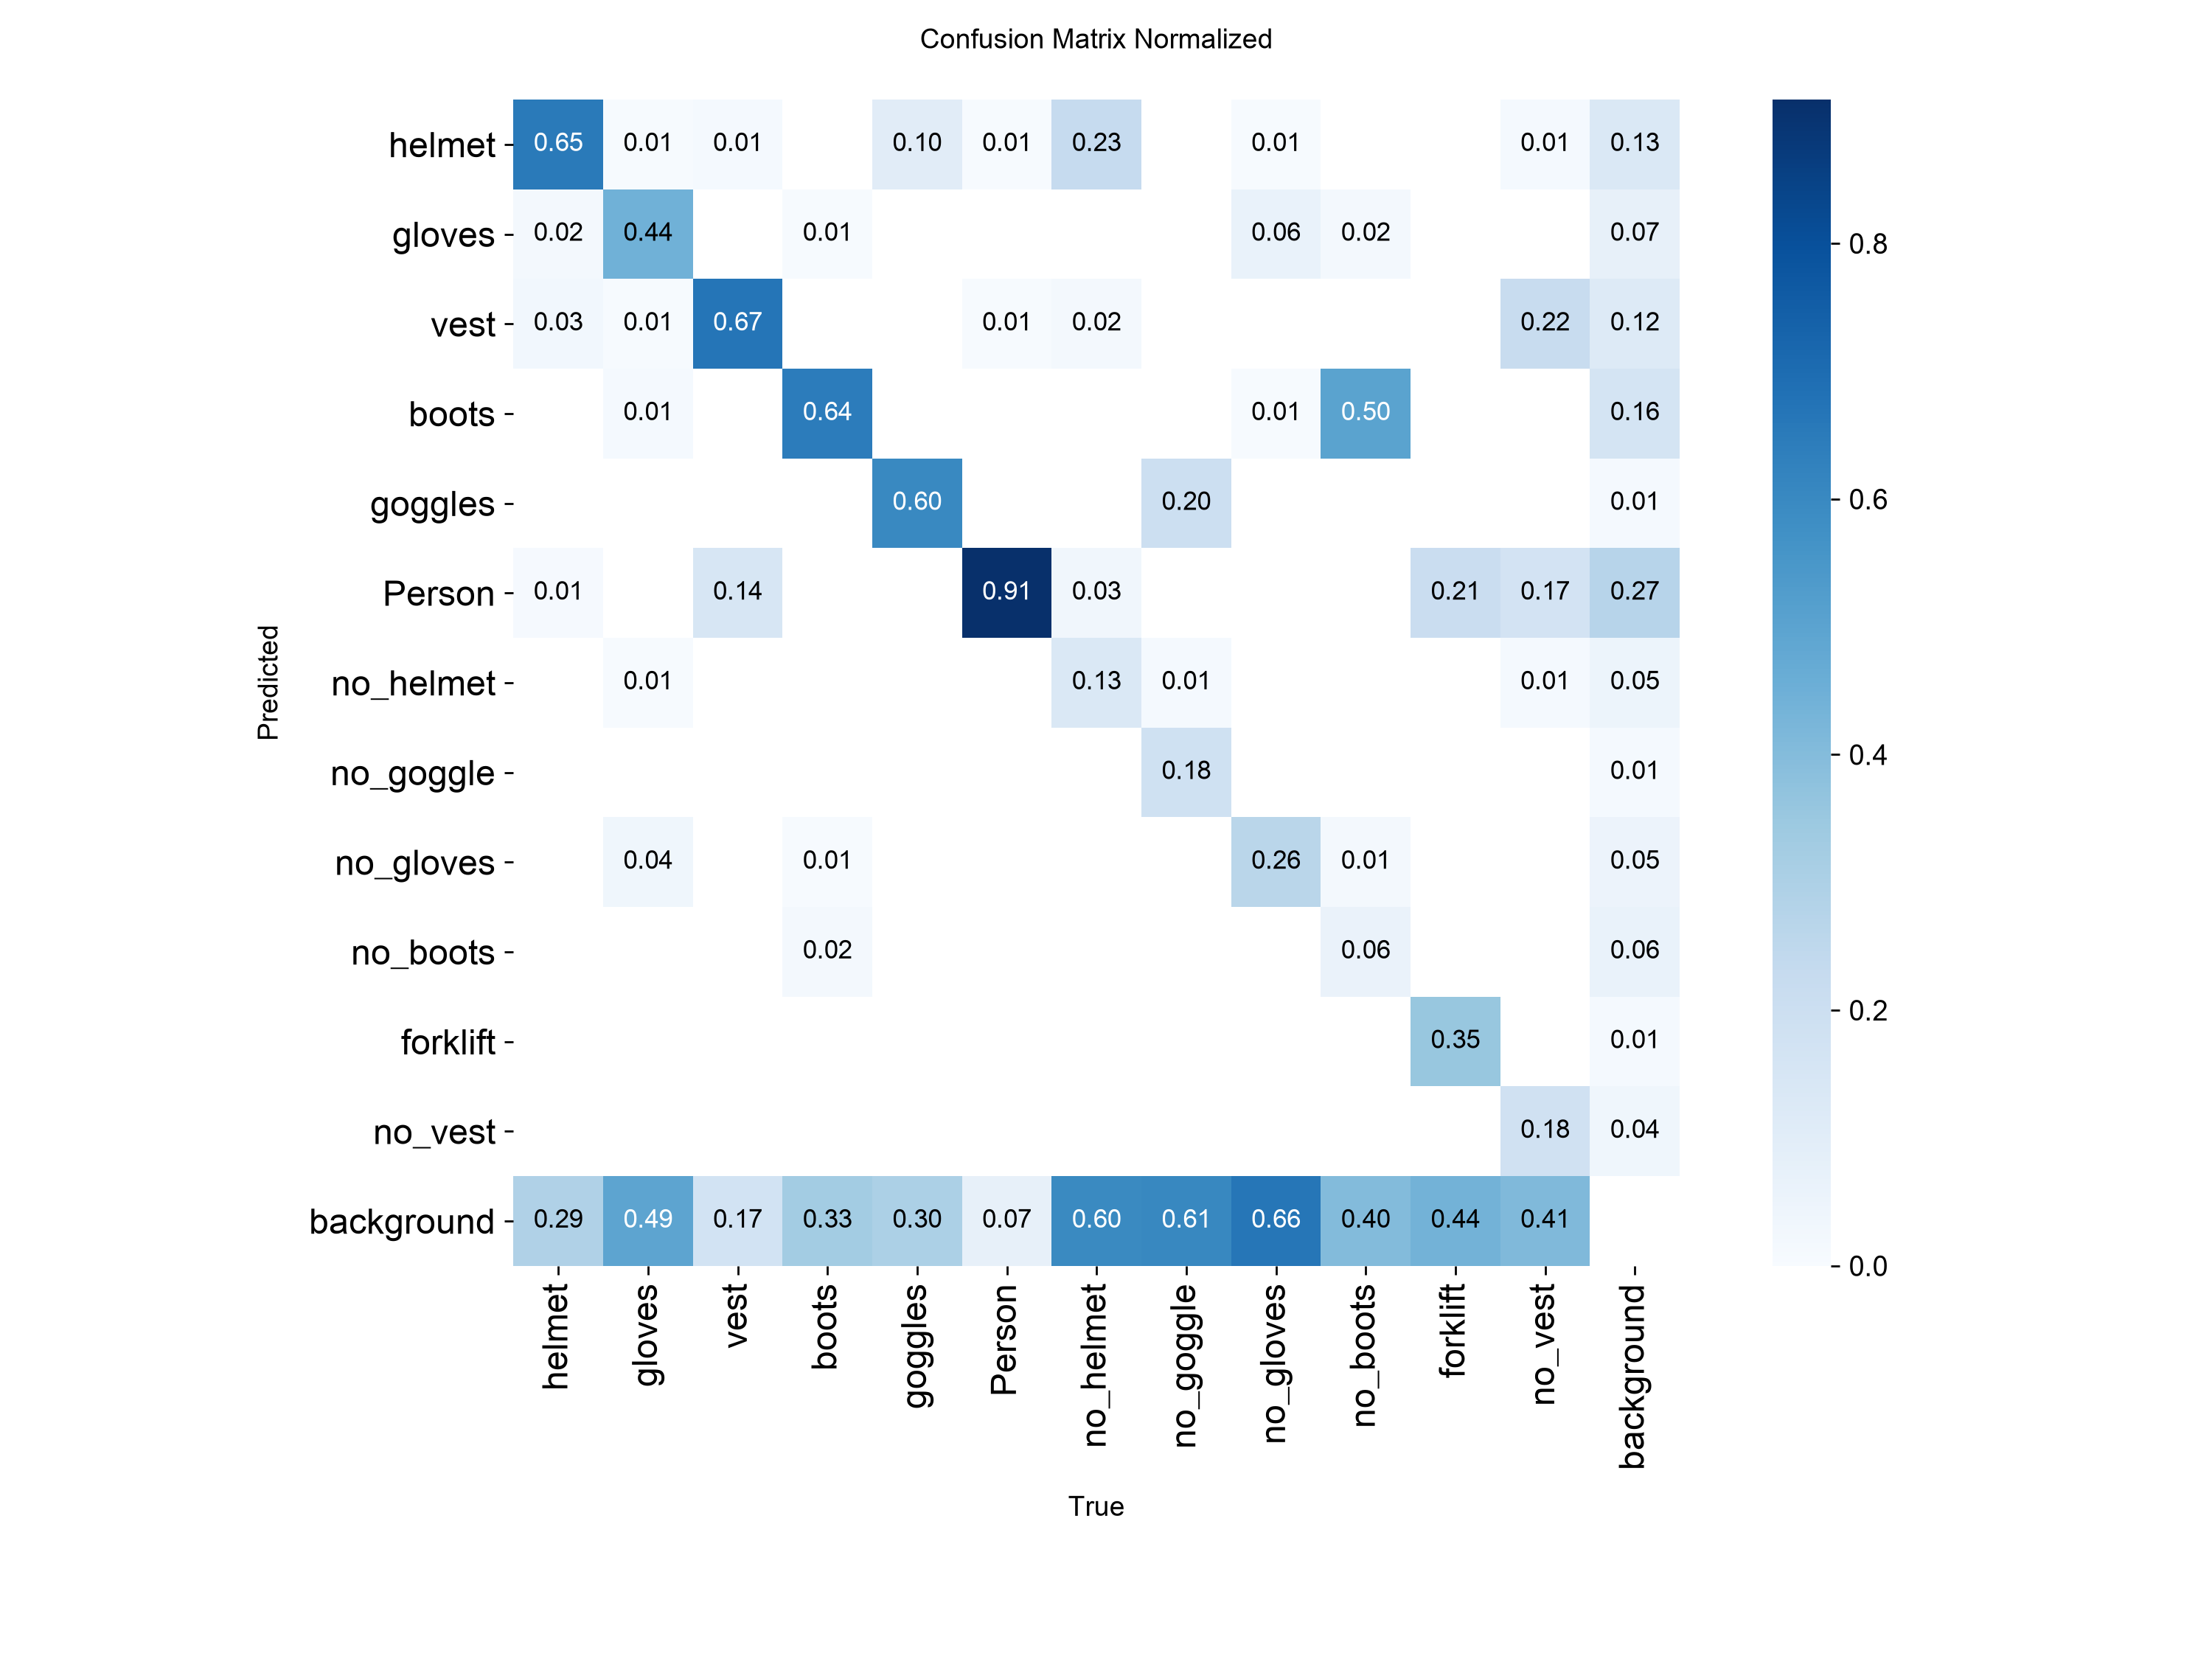 Confusion Matrix Normalized
helmet 0.65 0.01 0.01 0.10 0.01 0.23 0.01 0.01 0.13
gloves 0.02 0.44 0.01 0.06 0.02 0.07
vest 0.03 0.01 0.67 0.01 0.02 0.22 0.12
boots 0.01 0.64 0.01 0.50 0.16
goggles 0.60 0.20 0.01
Person 0.01 0.14 0.91 0.03 0.21 0.17 0.27
no_helmet 0.01 0.13 0.01 0.01 0.05
no_goggle 0.18 0.01
no_gloves 0.04 0.01 0.26 0.01 0.05
no_boots 0.02 0.06 0.06
forklift 0.35 0.01
no_vest 0.18 0.04
background 0.29 0.49 0.17 0.33 0.30 0.07 0.60 0.61 0.66 0.40 0.44 0.41
helmet gloves vest boots goggles Person no_helmet no_goggle no_gloves no_boots forklift no_vest background
True
Predicted
0.8
0.6
0.4
0.2
0.0